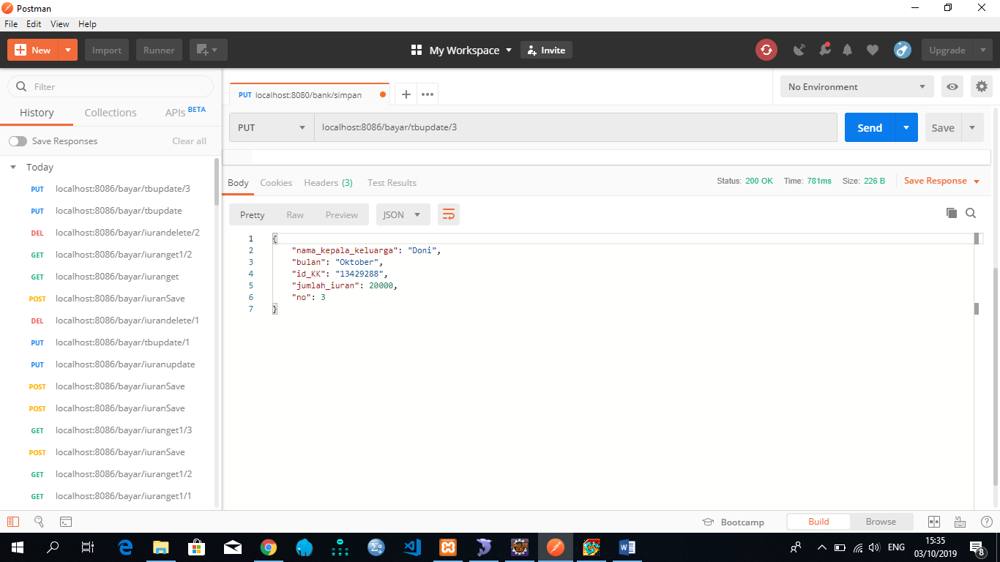 Postman
File Edit View Help
New Import Runner My Workspace Invite Upgrade
Filter
History Collections APIs BETA
Save Responses Clear all
Today
PUT localhost:8086/bayar/tbupdate/3
PUT localhost:8086/bayar/tbupdate
DEL localhost:8086/bayar/iurandelete/2
GET localhost:8086/bayar/iuranget1/2
GET localhost:8086/bayar/iuranget
POST localhost:8086/bayar/iuranSave
DEL localhost:8086/bayar/iurandelete/1
PUT localhost:8086/bayar/tbupdate/1
PUT localhost:8086/bayar/iuranupdate
POST localhost:8086/bayar/iuranSave
POST localhost:8086/bayar/iuranSave
GET localhost:8086/bayar/iuranget1/3
POST localhost:8086/bayar/iuranSave
GET localhost:8086/bayar/iuranget1/2
GET localhost:8086/bayar/iuranget1/1
PUT localhost:8080/bank/simpan
No Environment
PUT localhost:8086/bayar/tbupdate/3 Send Save
Body Cookies Headers (3) Test Results Status: 200 OK Time: 781ms Size: 226 B Save Response
Pretty Raw Preview JSON
1 {
2 "nama_kepala_keluarga": "Doni",
3 "bulan": "Oktober",
4 "id_KK": "13429288",
5 "jumlah_iuran": 20000,
6 "no": 3
7 }
Bootcamp Build Browse
ENG 15:35
03/10/2019
8